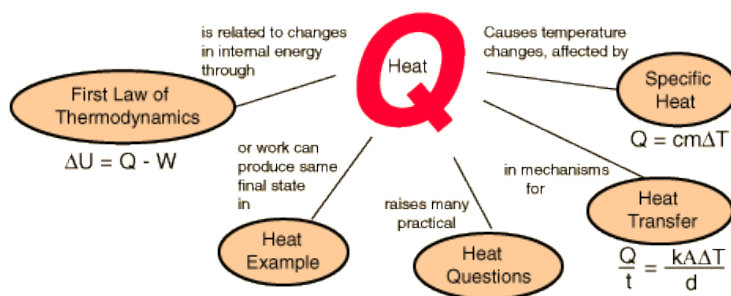 is related to changes
in internal energy
through
Q
Heat
Causes temperature
changes, affected by
First Law of
Thermodynamics
ΔU = Q - W
Specific
Heat
Q = cmΔT
or work can
produce same
final state
in
Heat
Example
raises many
practical
Heat
Questions
in mechanisms
for
Heat
Transfer
Q/t = kAΔT/d